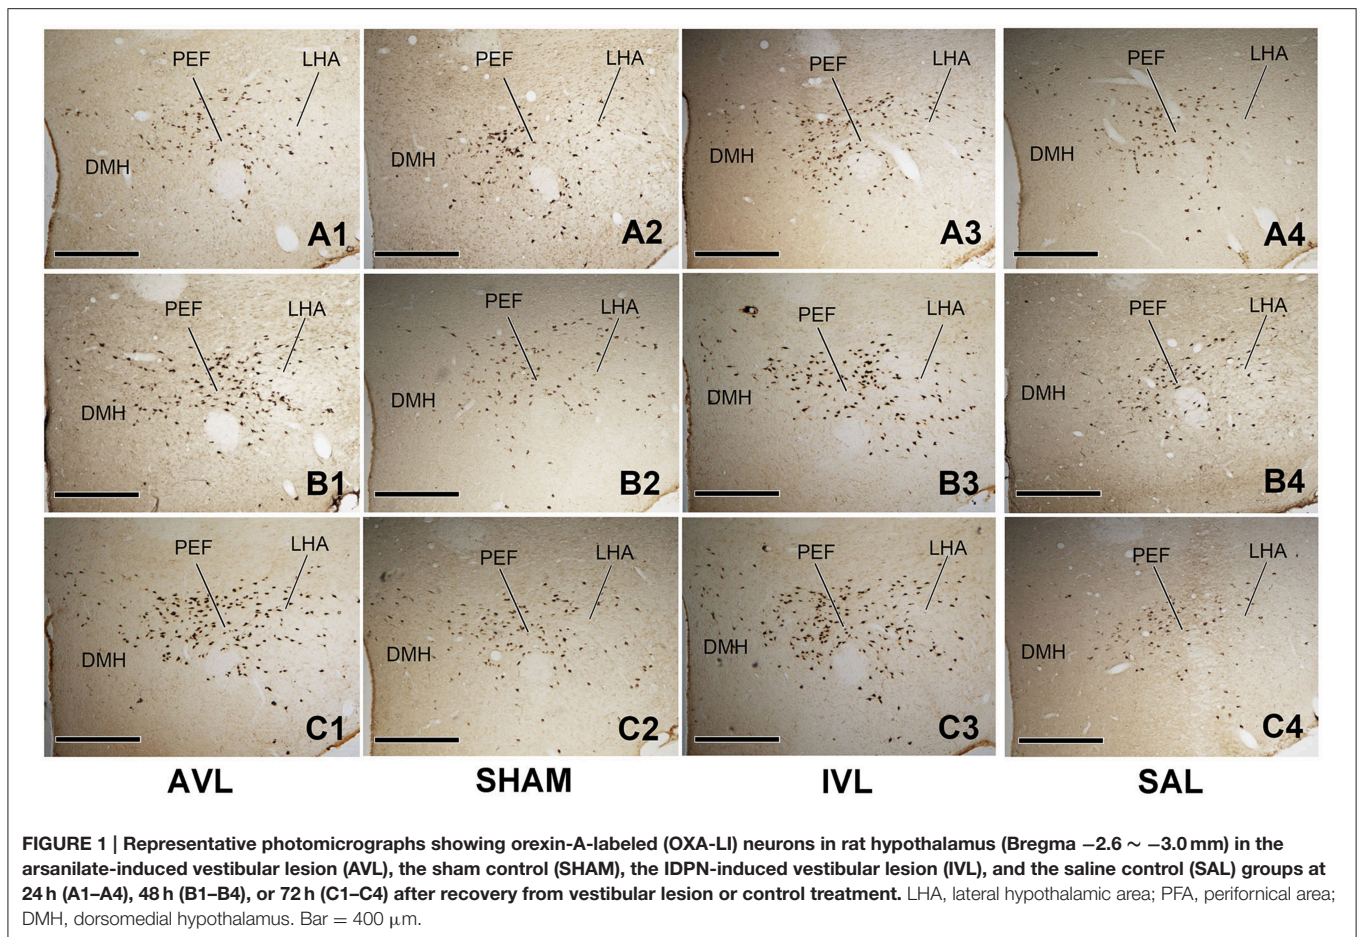 PEF LHA DMH A1
PEF LHA DMH A2
PEF LHA DMH A3
PEF LHA DMH A4
PEF LHA DMH B1
PEF LHA DMH B2
PEF LHA DMH B3
PEF LHA DMH B4
PEF LHA DMH C1
PEF LHA DMH C2
PEF LHA DMH C3
PEF LHA DMH C4
AVL SHAM IVL SAL
FIGURE 1 | Representative photomicrographs showing orexin-A-labeled (OXA-LI) neurons in rat hypothalamus (Bregma −2.6 ∼ −3.0 mm) in the
arsanilate-induced vestibular lesion (AVL), the sham control (SHAM), the IDPN-induced vestibular lesion (IVL), and the saline control (SAL) groups at
24 h (A1–A4), 48 h (B1–B4), or 72 h (C1–C4) after recovery from vestibular lesion or control treatment. LHA, lateral hypothalamic area; PFA, perifornical area;
DMH, dorsomedial hypothalamus. Bar = 400 μm.